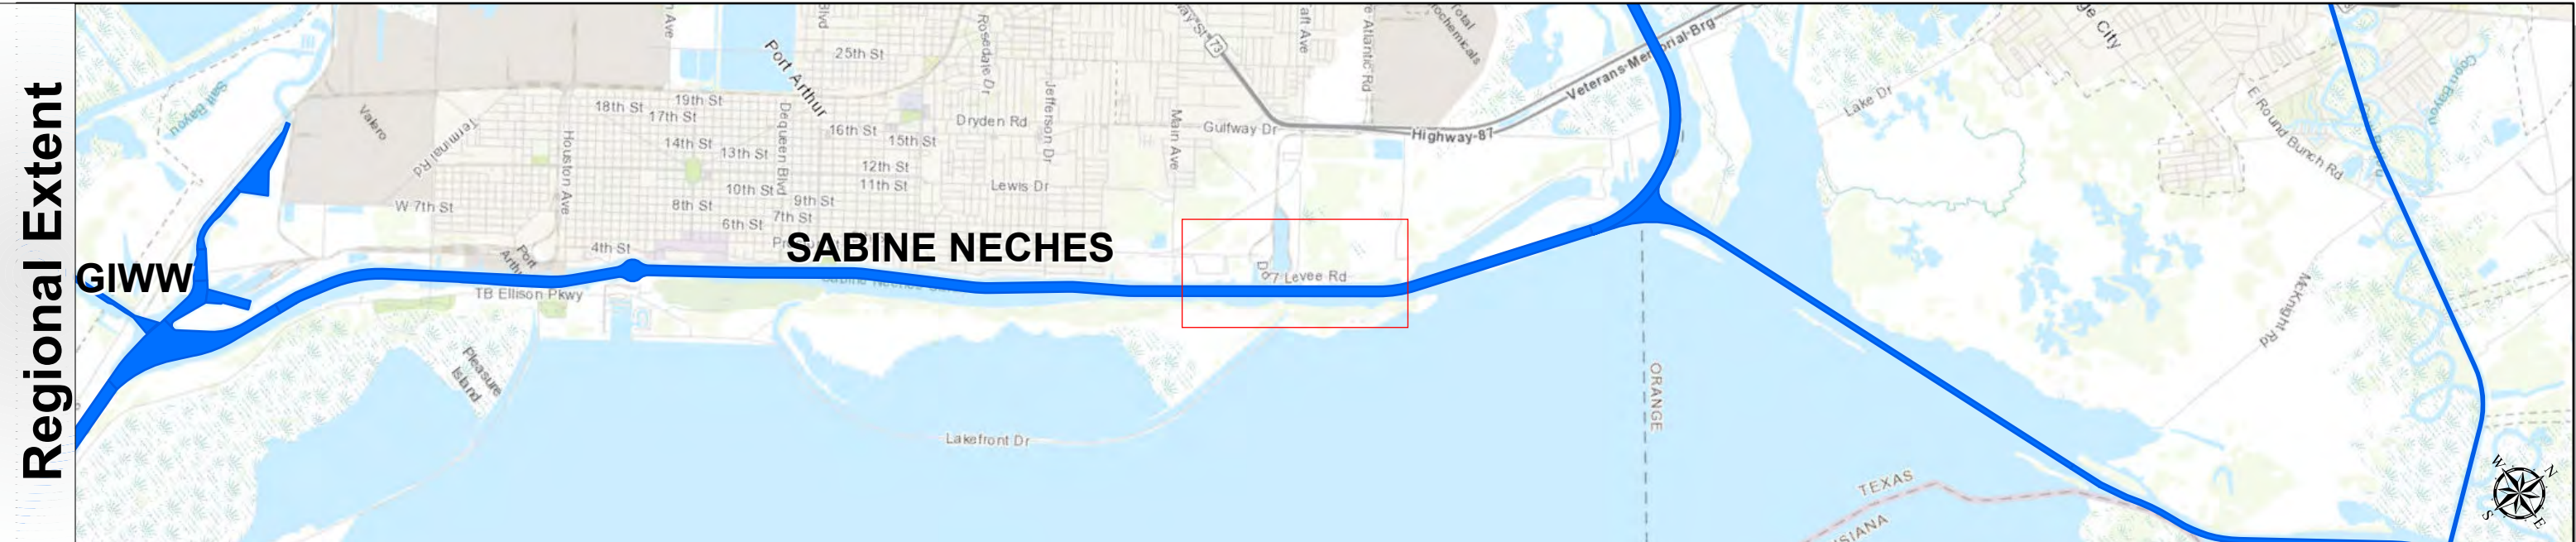 Regional Extent
GIWW
SABINE NECHES
Salt Bayou
Valero
Terminal Rd
W 7th St
Houston Ave
Port Arthur
25th St
19th St
18th St
17th St
14th St
13th St
16th St
15th St
12th St
11th St
10th St
9th St
8th St
7th St
6th St
4th St
Dequeen Blvd
Blvd
Ave
Rosedale Dr
Jefferson Dr
Dryden Rd
Lewis Dr
Main Ave
Gulfway Dr
73
Highway-87
Veterans-Memorial-Brg
Total
Atlantic Rd
Levee Rd
TB Ellison Pkwy
Pleasure
Island
Lakefront Dr
Lake Dr
E Round Bunch Rd
McKnight Rd
ORANGE
TEXAS
W
N
S
E